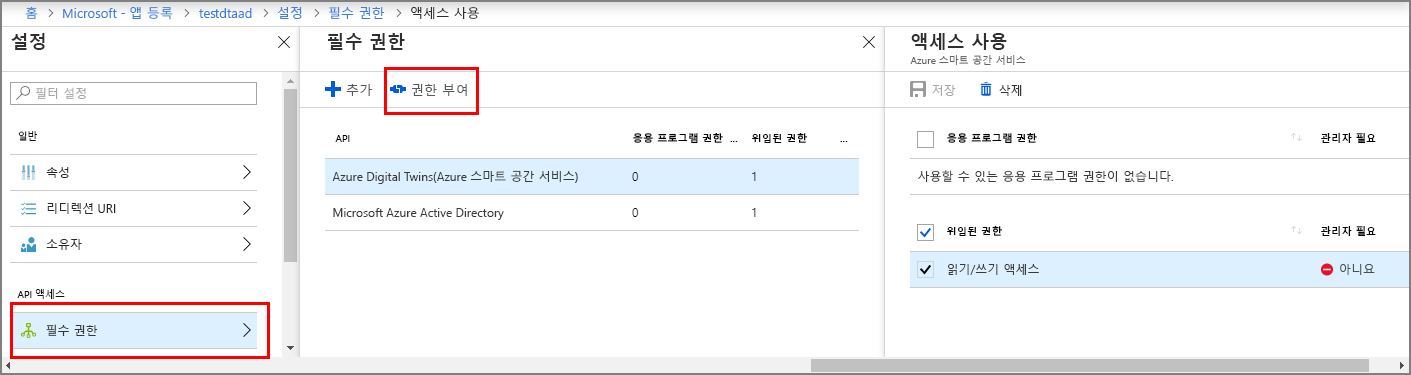 홈 > Microsoft - 앱 등록 > testdtaad > 설정 > 필수 권한 > 액세스 사용
설정
필터 설정
일반
속성
리디렉션 URI
소유자
API 액세스
필수 권한
필수 권한
추가 권한 부여
API 응용 프로그램 권한 ... 위임된 권한 ...
Azure Digital Twins(Azure 스마트 공간 서비스) 0 1
Microsoft Azure Active Directory 0 1
액세스 사용
Azure 스마트 공간 서비스
저장 삭제
응용 프로그램 권한 ↑↓ 관리자 필요
사용할 수 있는 응용 프로그램 권한이 없습니다.
위임된 권한 ↑↓ 관리자 필요
읽기/쓰기 액세스 아니요